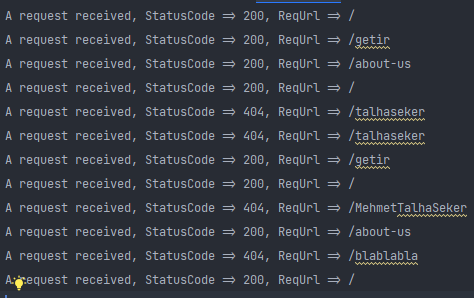 A request received, StatusCode => 200, ReqUrl => /
A request received, StatusCode => 200, ReqUrl => /getir
A request received, StatusCode => 200, ReqUrl => /about-us
A request received, StatusCode => 200, ReqUrl => /
A request received, StatusCode => 404, ReqUrl => /talhaseker
A request received, StatusCode => 404, ReqUrl => /talhaseker
A request received, StatusCode => 200, ReqUrl => /getir
A request received, StatusCode => 200, ReqUrl => /
A request received, StatusCode => 404, ReqUrl => /MehmetTalhaSeker
A request received, StatusCode => 200, ReqUrl => /about-us
A request received, StatusCode => 404, ReqUrl => /blablabla
A request received, StatusCode => 200, ReqUrl => /